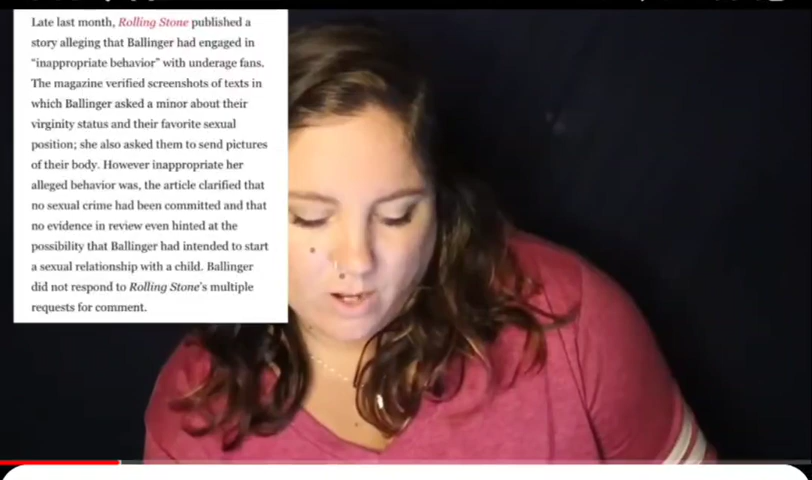 Late last month, Rolling Stone published a
story alleging that Ballinger had engaged in
“inappropriate behavior” with underage fans.
The magazine verified screenshots of texts in
which Ballinger asked a minor about their
virginity status and their favorite sexual
position; she also asked them to send pictures
of their body. However inappropriate her
alleged behavior was, the article clarified that
no sexual crime had been committed and that
no evidence in review even hinted at the
possibility that Ballinger had intended to start
a sexual relationship with a child. Ballinger
did not respond to Rolling Stone’s multiple
requests for comment.